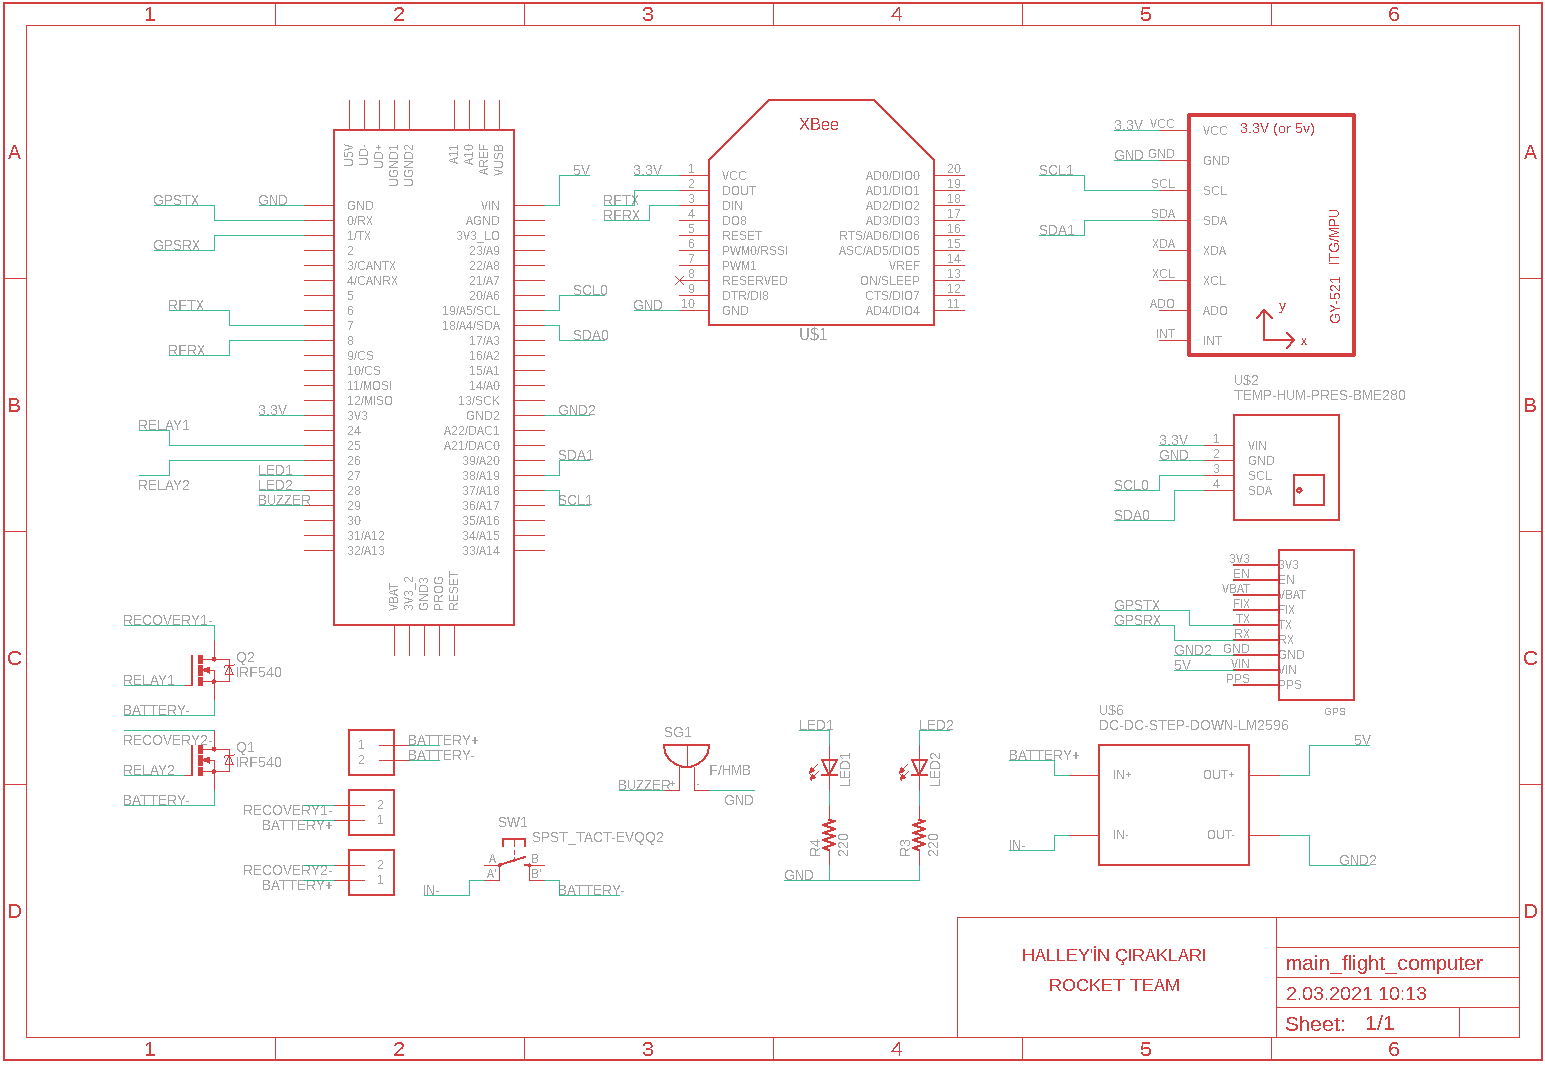 1 2 3 4 5 6
A A
B B
C C
D D
U5V
UD-
UD+
UGND1
UGND2
A11
A10
AREF
VUSB
GPSTX
GND
GPSRX
RFTX
RFRX
3.3V
RELAY1
RELAY2
LED1
LED2
BUZZER
GND
0/RX
1/TX
2
3/CANTX
4/CANRX
5
6
7
8
9/CS
10/CS
11/MOSI
12/MISO
3V3
24
25
26
27
28
29
30
31/A12
32/A13
VIN
AGND
3V3_LO
23/A9
22/A8
21/A7
20/A6
19/A5/SCL
18/A4/SDA
17/A3
16/A2
15/A1
14/A0
13/SCK
GND2
A22/DAC1
A21/DAC0
39/A20
38/A19
37/A18
36/A17
35/A16
34/A15
33/A14
5V
SCL0
SDA0
GND2
SDA1
SCL1
VBAT
3V3_2
GND3
PROG
RESET
XBee
3.3V
RFTX
RFRX
GND
1 VCC
2 DOUT
3 DIN
4 DO8
5 RESET
6 PWM0/RSSI
7 PWM1
8 RESERVED
9 DTR/DI8
10 GND
AD0/DIO0 20
AD1/DIO1 19
AD2/DIO2 18
AD3/DIO3 17
RTS/AD6/DIO6 16
ASC/AD5/DIO5 15
VREF 14
ON/SLEEP 13
CTS/DIO7 12
AD4/DIO4 11
U$1
3.3V VCC VCC 3.3V (or 5v)
GND GND GND
SCL1 SCL SCL
SDA1 SDA SDA
XDA XDA
XCL XCL
ADO ADO
INT INT
GY-521 ITG/MPU
y
x
U$2
TEMP-HUM-PRES-BME280
3.3V 1 VIN
GND 2 GND
SCL0 3 SCL
SDA0 4 SDA
3V3 3V3
EN EN
VBAT VBAT
FIX FIX
GPSTX TX TX
GPSRX RX RX
GND2 GND GND
5V VIN VIN
PPS PPS
GPS
RECOVERY1-
Q2
IRF540
RELAY1
BATTERY-
RECOVERY2-
Q1
IRF540
RELAY2
BATTERY-
1 BATTERY+
2 BATTERY-
RECOVERY1- 2
BATTERY+ 1
RECOVERY2- 2
BATTERY+ 1
SW1
SPST_TACT-EVQQ2
A B
A' B'
IN-
BATTERY-
SG1
F/HMB
BUZZER + -
GND
LED1
LED1
R4
220
LED2
LED2
R3
220
GND
U$6
DC-DC-STEP-DOWN-LM2596
BATTERY+ IN+ OUT+ 5V
IN- IN- OUT- GND2
HALLEY'İN ÇIRAKLARI
ROCKET TEAM
main_flight_computer
2.03.2021 10:13
Sheet: 1/1
1 2 3 4 5 6